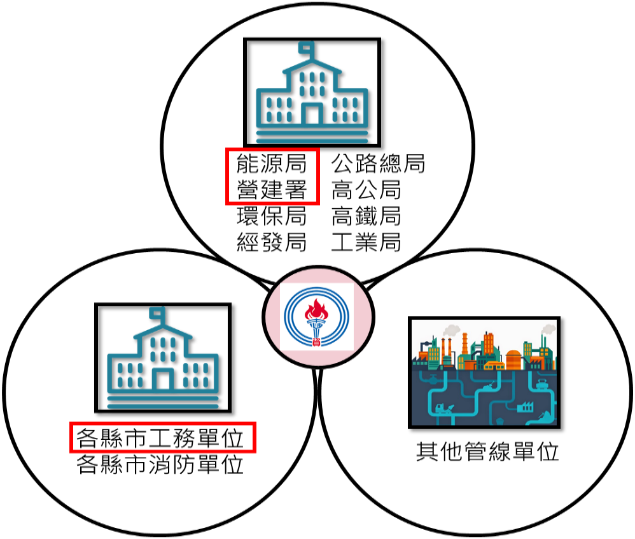 能源局 公路總局
營建署 高公局
環保局 高鐵局
經發局 工業局
各縣市工務單位
各縣市消防單位
其他管線單位